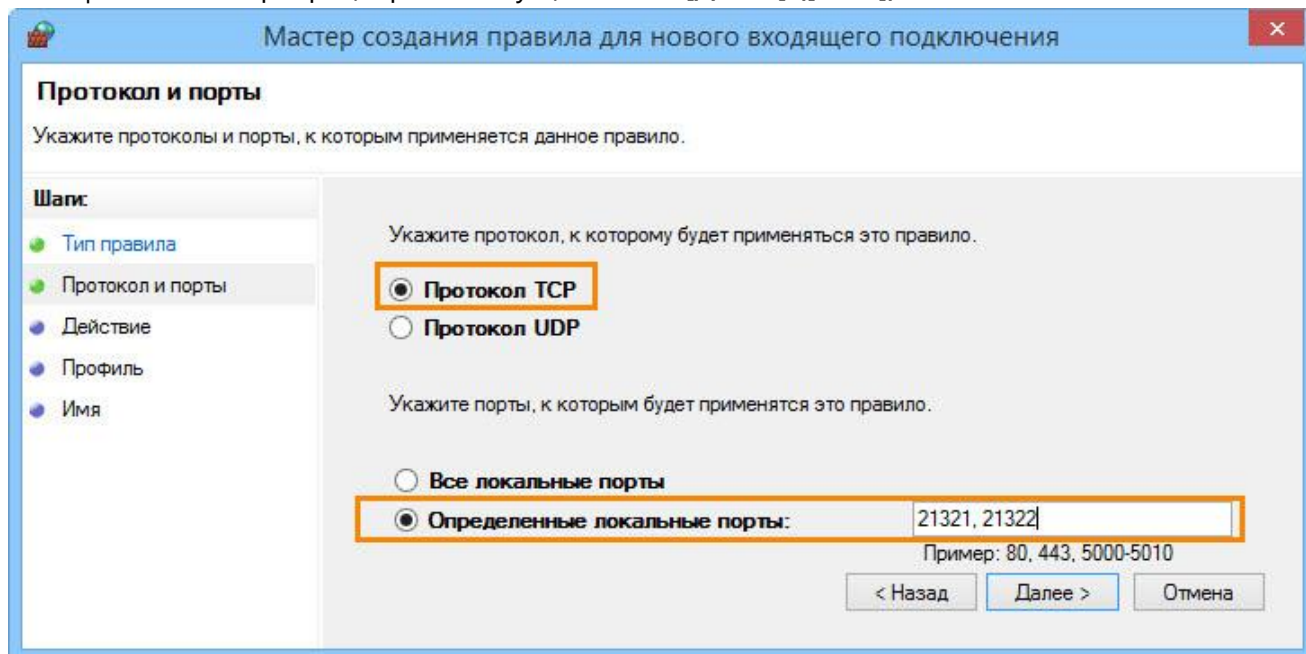 Мастер создания правила для нового входящего подключения
Протокол и порты
Укажите протоколы и порты, к которым применяется данное правило.
Шаги:
Тип правила
Протокол и порты
Действие
Профиль
Имя
Укажите протокол, к которому будет применяться это правило.
Протокол TCP
Протокол UDP
Укажите порты, к которым будет применятся это правило.
Все локальные порты
Определенные локальные порты: 21321, 21322
Пример: 80, 443, 5000-5010
< Назад Далее > Отмена